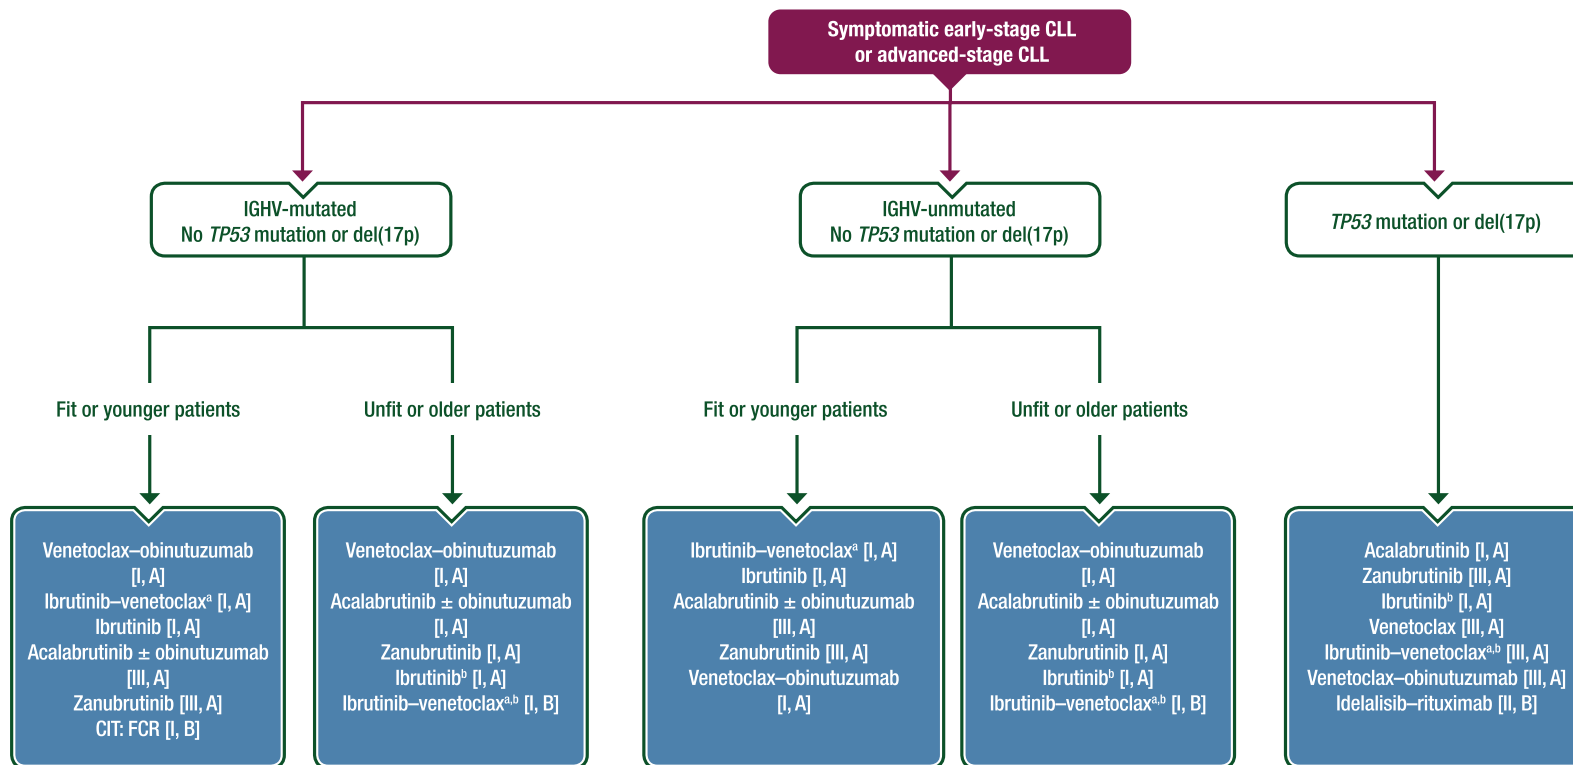 Symptomatic early-stage CLL
or advanced-stage CLL
IGHV-mutated
No TP53 mutation or del(17p)
IGHV-unmutated
No TP53 mutation or del(17p)
TP53 mutation or del(17p)
Fit or younger patients
Unfit or older patients
Fit or younger patients
Unfit or older patients
Venetoclax–obinutuzumab
[I, A]
Ibrutinib–venetoclaxᵃ [I, A]
Ibrutinib [I, A]
Acalabrutinib ± obinutuzumab
[III, A]
Zanubrutinib [III, A]
CIT: FCR [I, B]
Venetoclax–obinutuzumab
[I, A]
Acalabrutinib ± obinutuzumab
[I, A]
Zanubrutinib [I, A]
Ibrutinibᵇ [I, A]
Ibrutinib–venetoclaxᵃ,ᵇ [I, B]
Ibrutinib–venetoclaxᵃ [I, A]
Ibrutinib [I, A]
Acalabrutinib ± obinutuzumab
[III, A]
Zanubrutinib [III, A]
Venetoclax–obinutuzumab
[I, A]
Venetoclax–obinutuzumab
[I, A]
Acalabrutinib ± obinutuzumab
[I, A]
Zanubrutinib [I, A]
Ibrutinibᵇ [I, A]
Ibrutinib–venetoclaxᵃ,ᵇ [I, B]
Acalabrutinib [I, A]
Zanubrutinib [III, A]
Ibrutinibᵇ [I, A]
Venetoclax [III, A]
Ibrutinib–venetoclaxᵃ,ᵇ [III, A]
Venetoclax–obinutuzumab [III, A]
Idelalisib–rituximab [II, B]